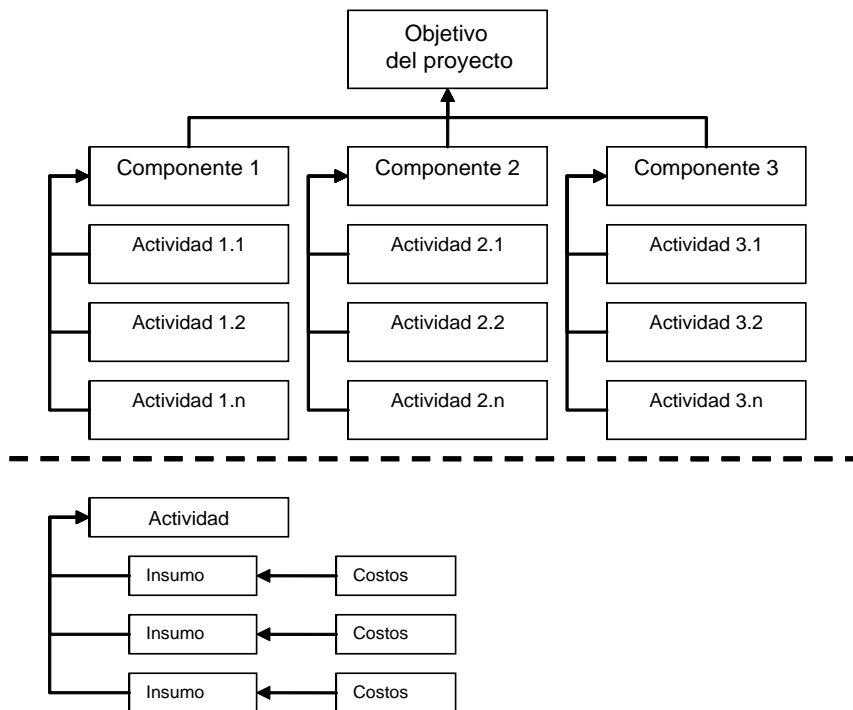 Objetivo
del proyecto
Componente 1
Componente 2
Componente 3
Actividad 1.1
Actividad 2.1
Actividad 3.1
Actividad 1.2
Actividad 2.2
Actividad 3.2
Actividad 1.n
Actividad 2.n
Actividad 3.n
Actividad
Insumo
Costos
Insumo
Costos
Insumo
Costos